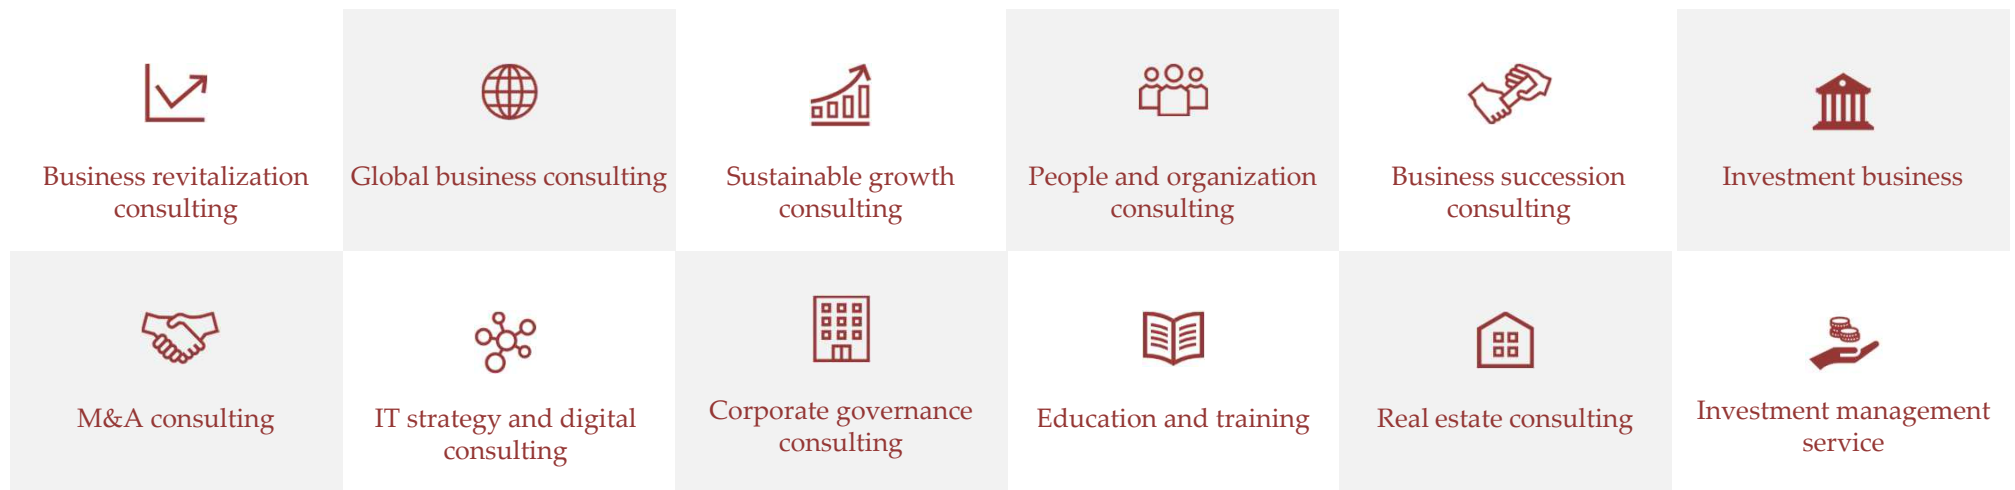 Business revitalization
consulting
Global business consulting
Sustainable growth
consulting
People and organization
consulting
Business succession
consulting
Investment business
M&A consulting
IT strategy and digital
consulting
Corporate governance
consulting
Education and training
Real estate consulting
Investment management
service